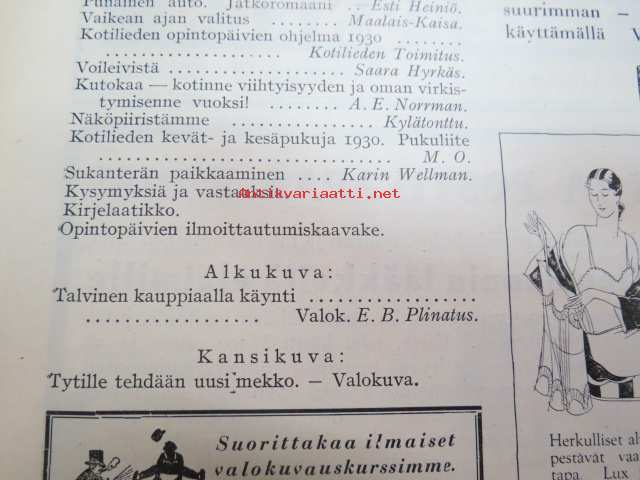 Punainen auto. Jatkoromaani .. Esti Heiniö.
Vaikean ajan valitus ........ Maalais-Kaisa.
Kotilieden opintopäivien ohjelma 1930 ........
.................... Kotilieden Toimitus.
Voileivistä .................... Saara Hyrkäs.
Kutokaa — kotinne viihtyisyyden ja oman virkis-
tymisenne vuoksi! ........ A. E. Norrman.
Näköpiiristämme .................... Kylätonttu.
Kotilieden kevät- ja kesäpukuja 1930. Pukuliite
........................................ M. O.
Sukanterän paikkaaminen .... Karin Wellman.
Kysymyksiä ja vastauksia.
Antikvariaatti.net
Kirjelaatikko.
Opintopäivien ilmoittautumiskaavake.
Alkukuva:
Talvinen kauppiaalla käynti ....................
.................... Valok. E. B. Plinatus.
Kansikuva:
Tytille tehdään uusi mekko. — Valokuva.
Suorittakaa ilmaiset
valokuvauskurssimme.
suurimman —
käyttämällä V
Herkulliset al
pestävät vaa
tapa. Lux